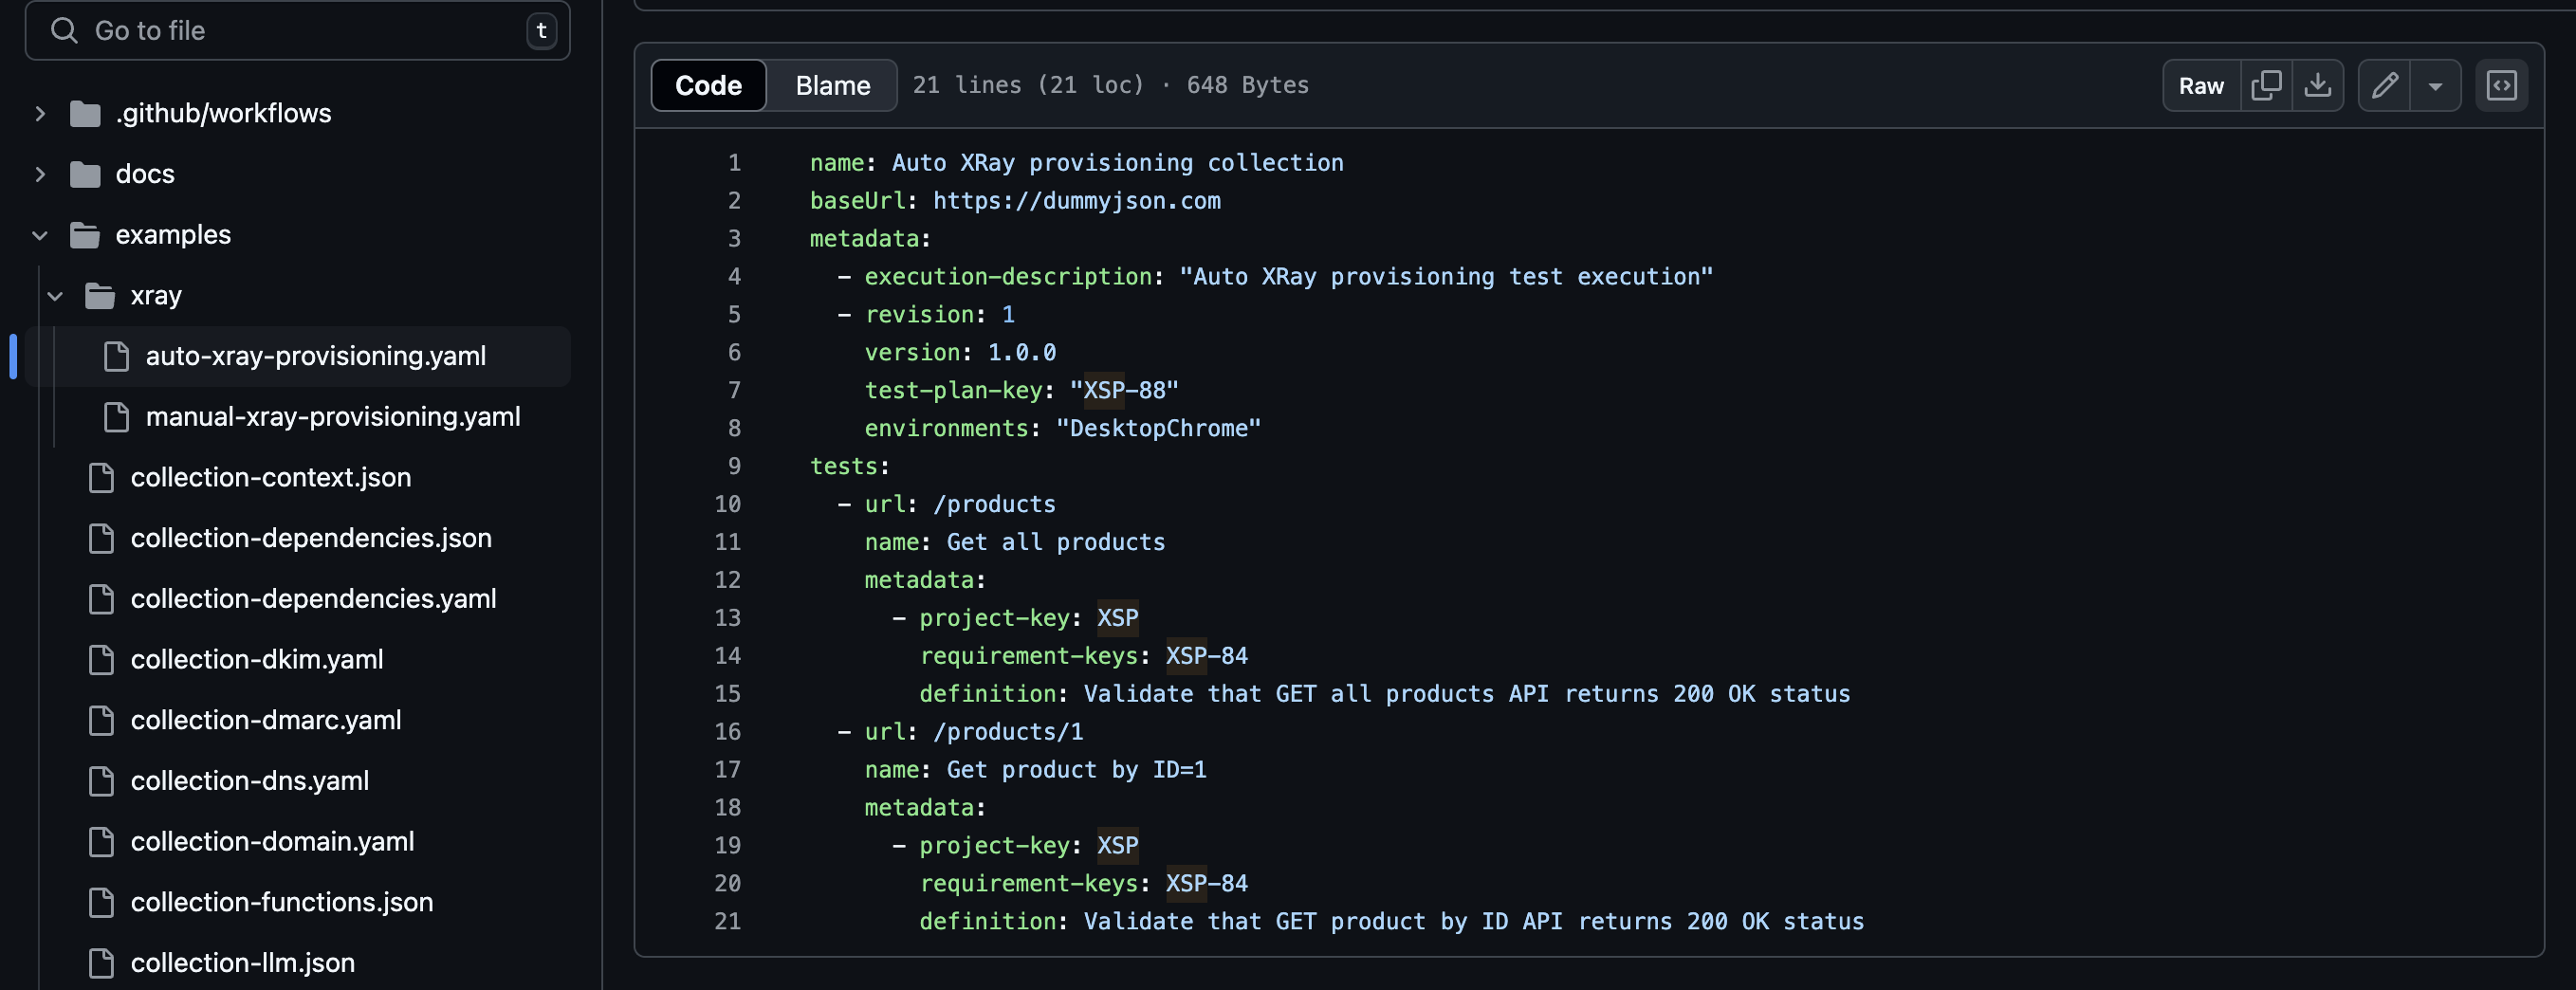 Go to file
t
.github/workflows
docs
examples
xray
auto-xray-provisioning.yaml
manual-xray-provisioning.yaml
collection-context.json
collection-dependencies.json
collection-dependencies.yaml
collection-dkim.yaml
collection-dmarc.yaml
collection-dns.yaml
collection-domain.yaml
collection-functions.json
collection-llm.json
Code
Blame
21 lines (21 loc) · 648 Bytes
Raw
1 name: Auto XRay provisioning collection
2 baseUrl: https://dummyjson.com
3 metadata:
4   - execution-description: "Auto XRay provisioning test execution"
5   - revision: 1
6     version: 1.0.0
7     test-plan-key: "XSP-88"
8     environments: "DesktopChrome"
9 tests:
10   - url: /products
11     name: Get all products
12     metadata:
13       - project-key: XSP
14         requirement-keys: XSP-84
15         definition: Validate that GET all products API returns 200 OK status
16   - url: /products/1
17     name: Get product by ID=1
18     metadata:
19       - project-key: XSP
20         requirement-keys: XSP-84
21         definition: Validate that GET product by ID API returns 200 OK status